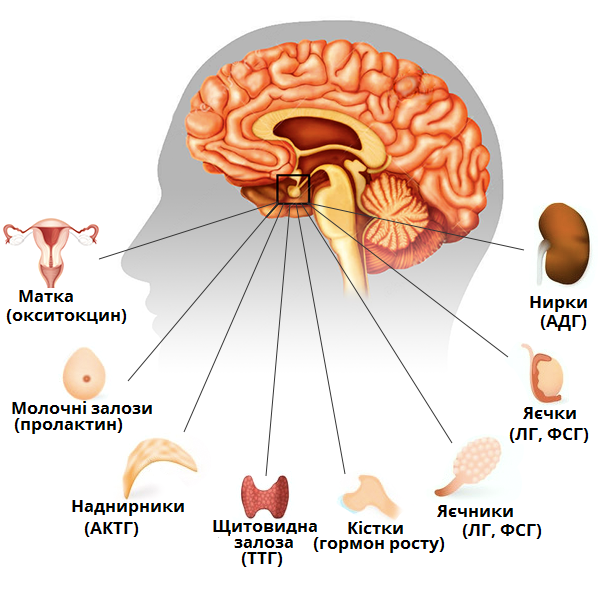 Матка
(окситокцин)
Молочні залози
(пролактин)
Наднирники
(АКТГ)
Щитовидна
залоза
(ТТГ)
Кістки
(гормон росту)
Яєчники
(ЛГ, ФСГ)
Яєчки
(ЛГ, ФСГ)
Нирки
(АДГ)